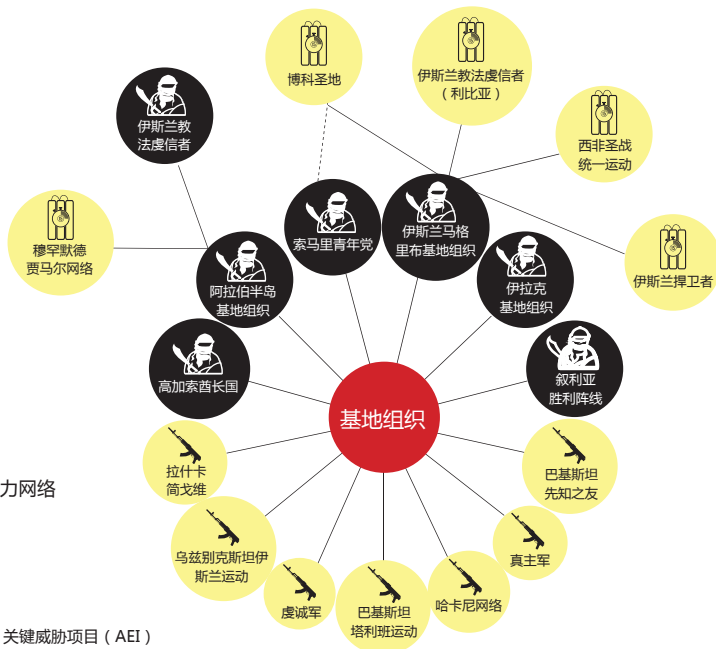 博科圣地
伊斯兰教法虔信者
（利比亚）
伊斯兰教
法虔信者
西非圣战
统一运动
穆罕默德
贾马尔网络
索马里青年党
伊斯兰马格
里布基地组织
伊斯兰捍卫者
阿拉伯半岛
基地组织
伊拉克
基地组织
高加索酋长国
叙利亚
胜利阵线
基地组织
拉什卡
简戈维
巴基斯坦
先知之友
力网络
乌兹别克斯坦伊
斯兰运动
真主军
虔诚军
巴基斯坦
塔利班运动
哈卡尼网络
关键威胁项目（AEI）